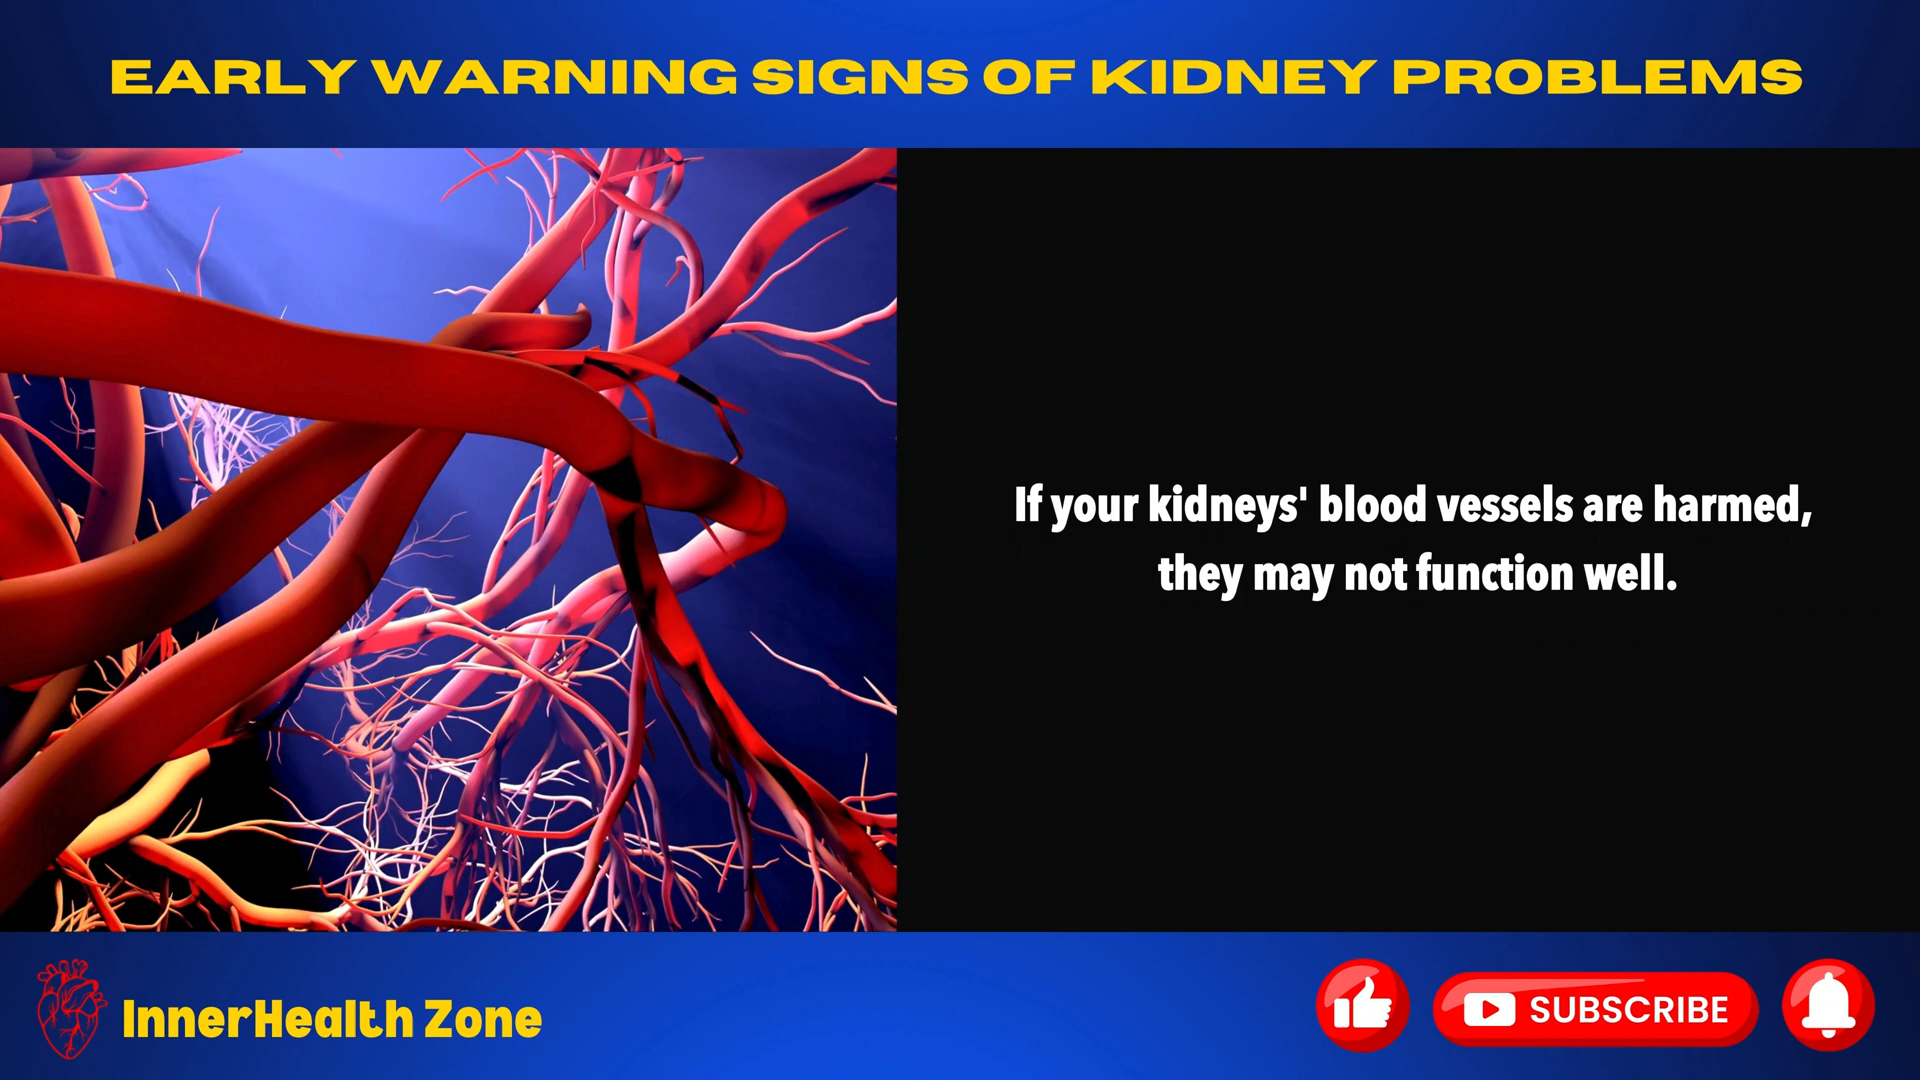 EARLY WARNING SIGNS OF KIDNEY PROBLEMS
If your kidneys' blood vessels are harmed,
they may not function well.
InnerHealth Zone
SUBSCRIBE